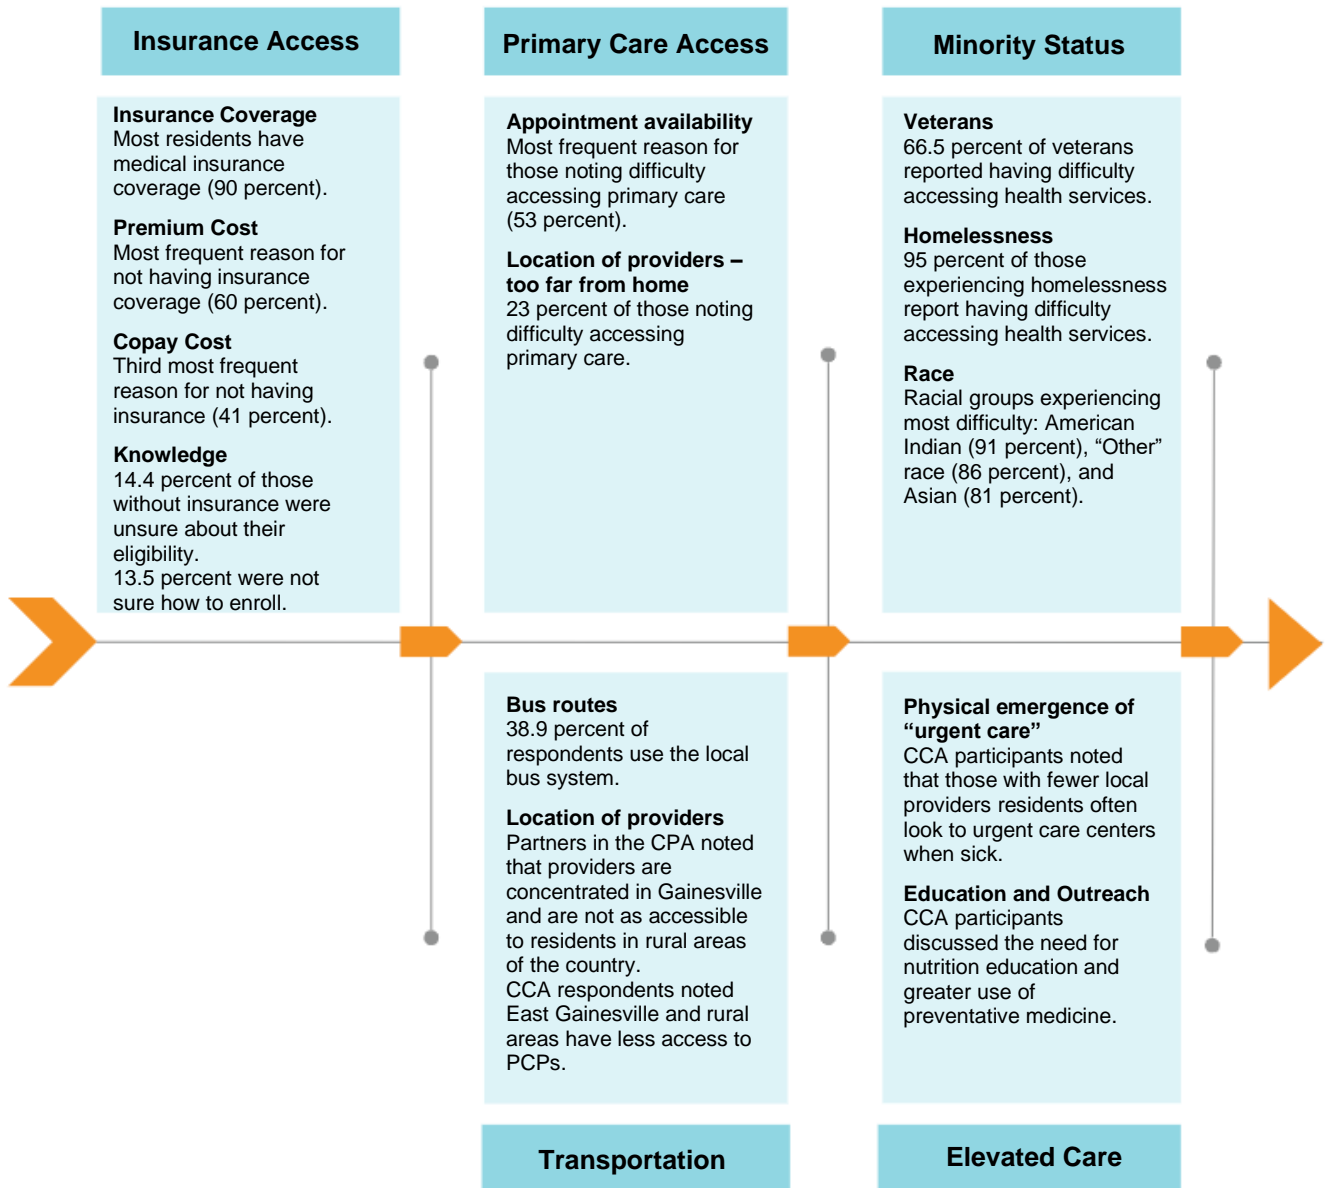 Insurance Access
Insurance Coverage
Most residents have
medical insurance
coverage (90 percent).
Premium Cost
Most frequent reason for
not having insurance
coverage (60 percent).
Copay Cost
Third most frequent
reason for not having
insurance (41 percent).
Knowledge
14.4 percent of those
without insurance were
unsure about their
eligibility.
13.5 percent were not
sure how to enroll.
Primary Care Access
Appointment availability
Most frequent reason for
those noting difficulty
accessing primary care
(53 percent).
Location of providers –
too far from home
23 percent of those noting
difficulty accessing
primary care.
Minority Status
Veterans
66.5 percent of veterans
reported having difficulty
accessing health services.
Homelessness
95 percent of those
experiencing homelessness
report having difficulty
accessing health services.
Race
Racial groups experiencing
most difficulty: American
Indian (91 percent), “Other”
race (86 percent), and
Asian (81 percent).
Bus routes
38.9 percent of
respondents use the local
bus system.
Location of providers
Partners in the CPA noted
that providers are
concentrated in Gainesville
and are not as accessible
to residents in rural areas
of the country.
CCA respondents noted
East Gainesville and rural
areas have less access to
PCPs.
Transportation
Physical emergence of
“urgent care”
CCA participants noted
that those with fewer local
providers residents often
look to urgent care centers
when sick.
Education and Outreach
CCA participants
discussed the need for
nutrition education and
greater use of
preventative medicine.
Elevated Care